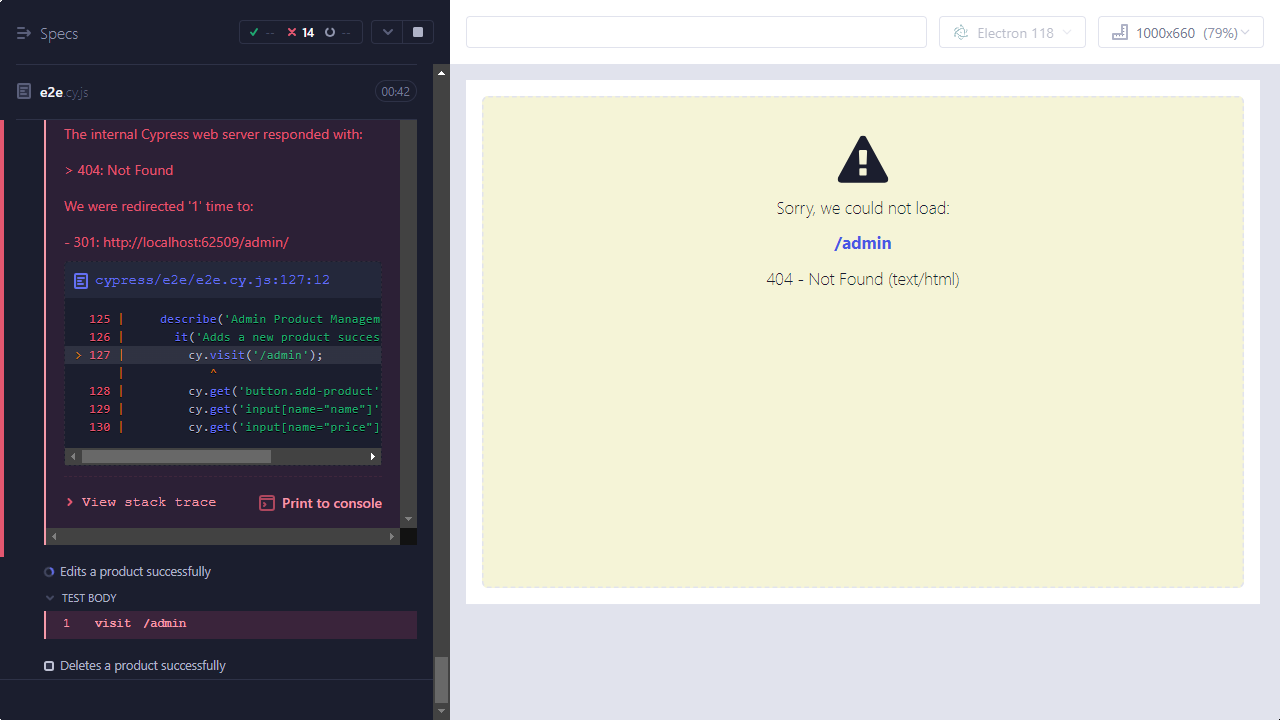 Specs
-- 14 --
Electron 118
1000x660 (79%)
e2e.cy.js
00:42
The internal Cypress web server responded with:
> 404: Not Found
We were redirected '1' time to:
- 301: http://localhost:62509/admin/
cypress/e2e/e2e.cy.js:127:12
125 | describe('Admin Product Managem
126 | it('Adds a new product succes
> 127 | cy.visit('/admin');
| ^
128 | cy.get('button.add-product'
129 | cy.get('input[name="name"]'
130 | cy.get('input[name="price"]
View stack trace
Print to console
Edits a product successfully
TEST BODY
1 visit /admin
Deletes a product successfully
Sorry, we could not load:
/admin
404 - Not Found (text/html)